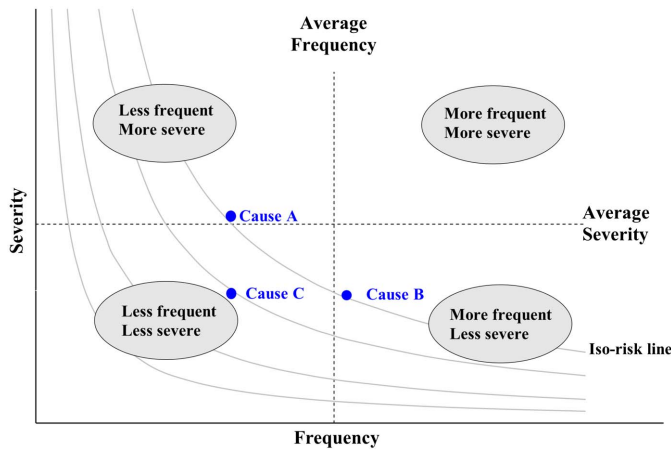 Average
Frequency
Less frequent
More severe
More frequent
More severe
Cause A
Average
Severity
Severity
Cause C
Cause B
Less frequent
Less severe
More frequent
Less severe
Iso-risk line
Frequency